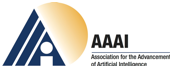 AAAI
Association for the Advancement
of Artificial Intelligence